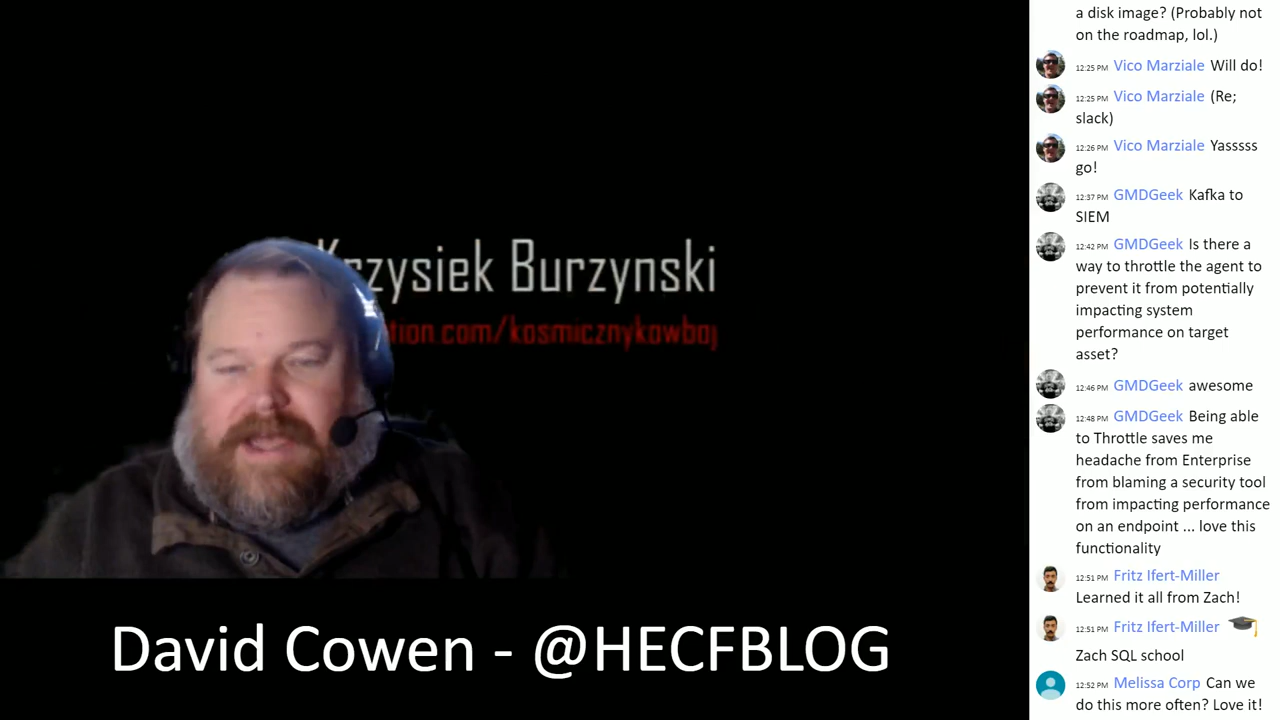 Krzysiek Burzynski
tion.com/kosmicznykowboj
David Cowen - @HECFBLOG
a disk image? (Probably not
on the roadmap, lol.)
12:25 PM Vico Marziale Will do!
12:25 PM Vico Marziale (Re;
slack)
12:26 PM Vico Marziale Yasssss
go!
12:37 PM GMDGeek Kafka to
SIEM
12:42 PM GMDGeek Is there a
way to throttle the agent to
prevent it from potentially
impacting system
performance on target
asset?
12:46 PM GMDGeek awesome
12:48 PM GMDGeek Being able
to Throttle saves me
headache from Enterprise
from blaming a security tool
from impacting performance
on an endpoint ... love this
functionality
12:51 PM Fritz Ifert-Miller
Learned it all from Zach!
12:51 PM Fritz Ifert-Miller 🎓
Zach SQL school
12:52 PM Melissa Corp Can we
do this more often? Love it!